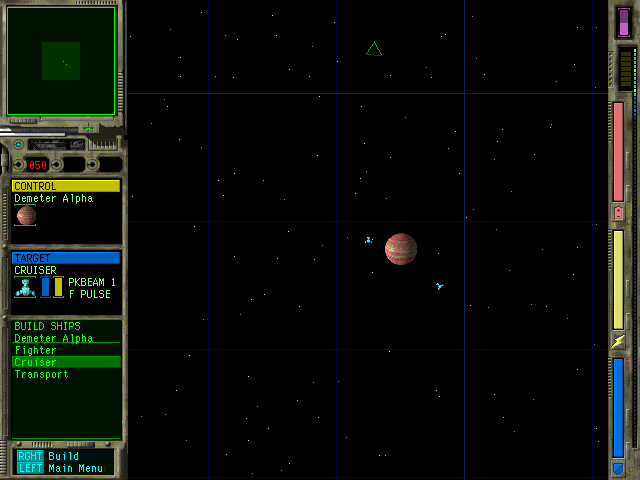 050
CONTROL
Demeter Alpha
TARGET
CRUISER
PKBEAM 1
F PULSE
BUILD SHIPS
Demeter Alpha
Fighter
Cruiser
Transport
RGHT Build
LEFT Main Menu